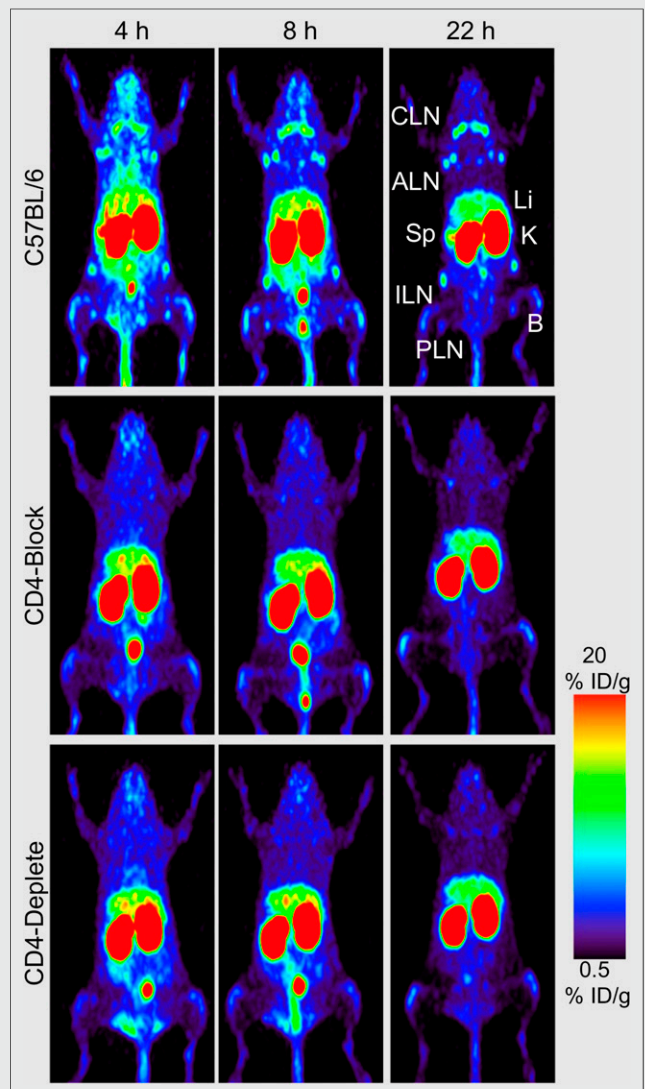 4 h 8 h 22 h
C57BL/6
CLN
ALN
Li
Sp K
ILN
B
PLN
CD4-Block
20
% ID/g
CD4-Deplete
0.5
% ID/g